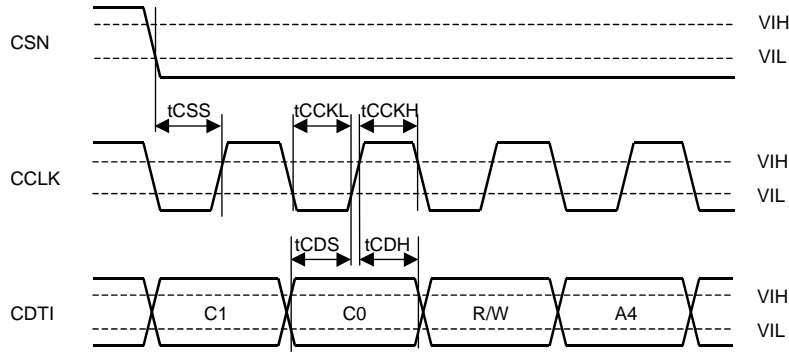 CSN
VIH
VIL
tCSS
tCCKL
tCCKH
CCLK
VIH
VIL
tCDS
tCDH
CDTI
C1
C0
R/W
A4
VIH
VIL